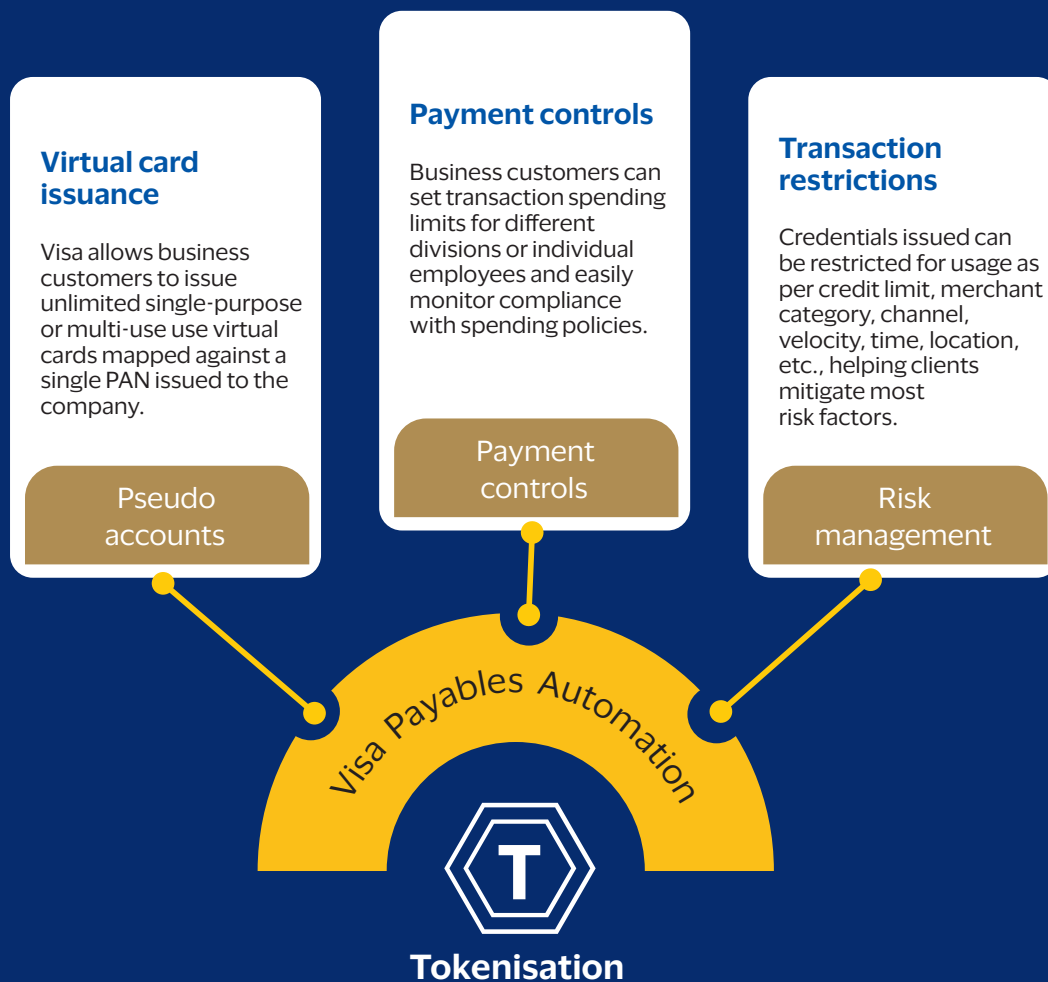 Virtual card
issuance
Visa allows business
customers to issue
unlimited single-purpose
or multi-use use virtual
cards mapped against a
single PAN issued to the
company.
Pseudo
accounts
Payment controls
Business customers can
set transaction spending
limits for different
divisions or individual
employees and easily
monitor compliance
with spending policies.
Payment
controls
Transaction
restrictions
Credentials issued can
be restricted for usage as
per credit limit, merchant
category, channel,
velocity, time, location,
etc., helping clients
mitigate most
risk factors.
Risk
management
Visa Payables Automation
T
Tokenisation